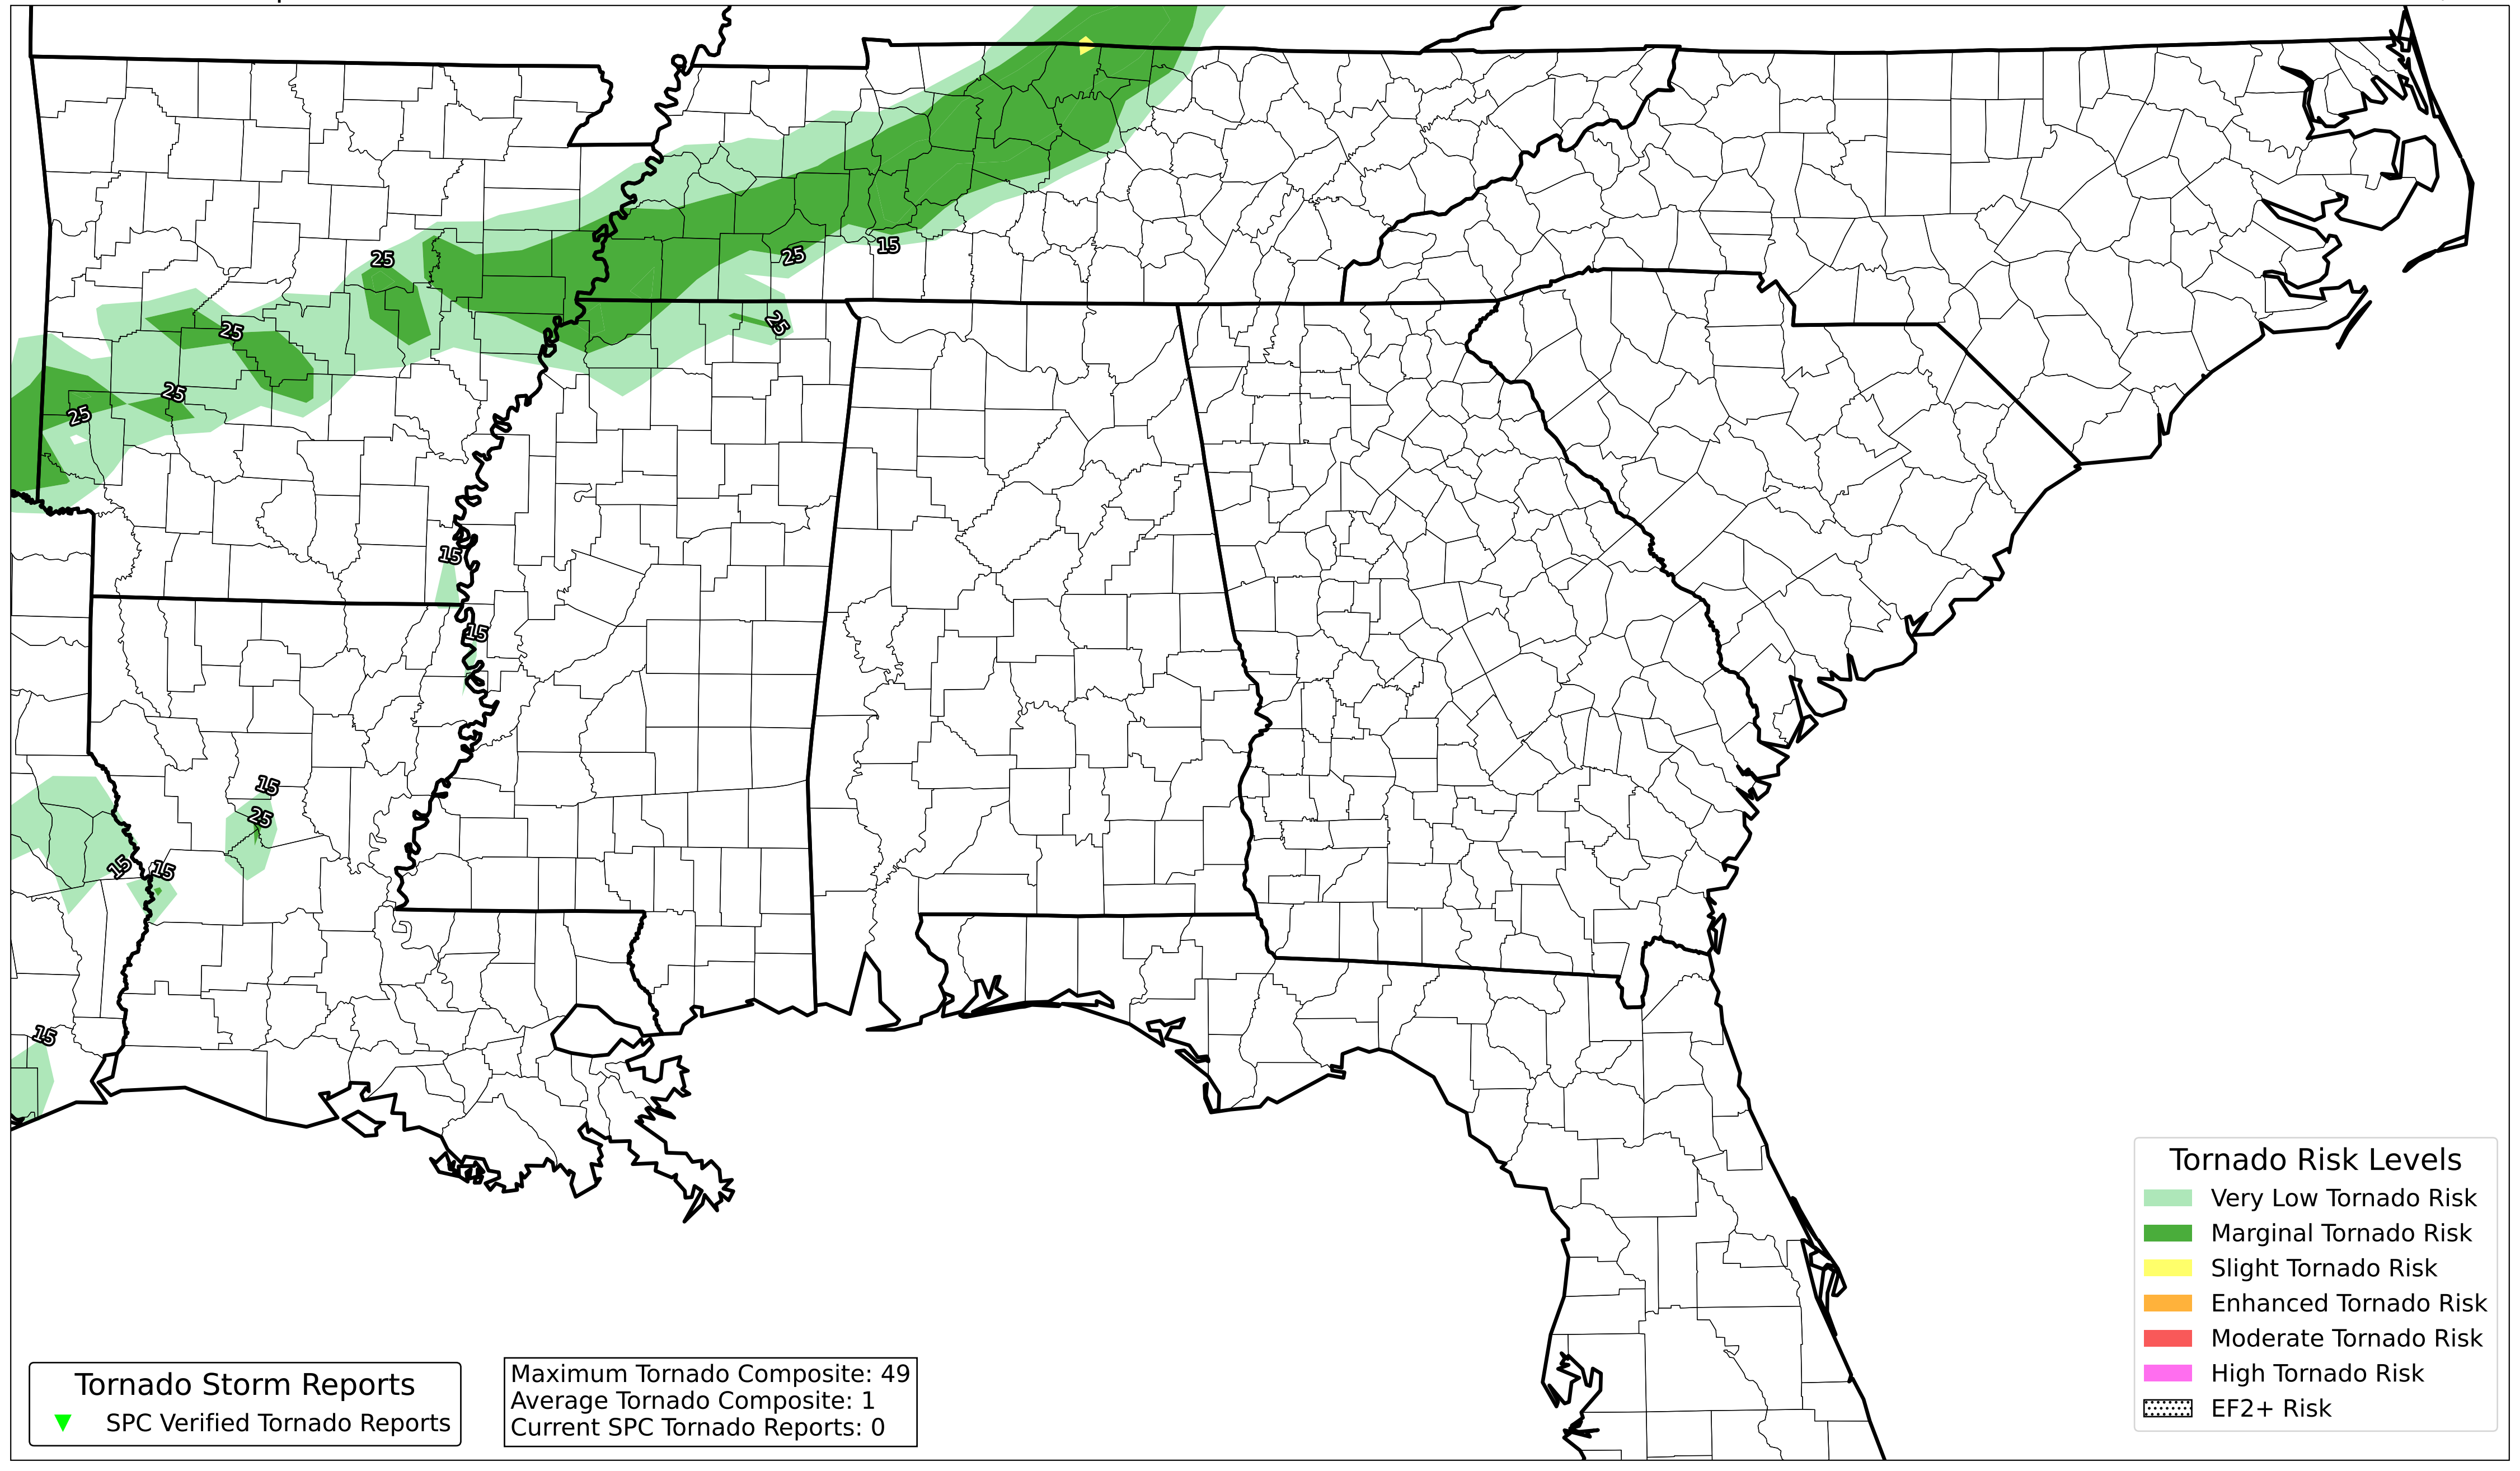 25
15
25
25
25
25
25
15
15
15
25
15
15
15
Tornado Risk Levels
Very Low Tornado Risk
Marginal Tornado Risk
Slight Tornado Risk
Enhanced Tornado Risk
Moderate Tornado Risk
High Tornado Risk
EF2+ Risk
Tornado Storm Reports
SPC Verified Tornado Reports
Maximum Tornado Composite: 49
Average Tornado Composite: 1
Current SPC Tornado Reports: 0